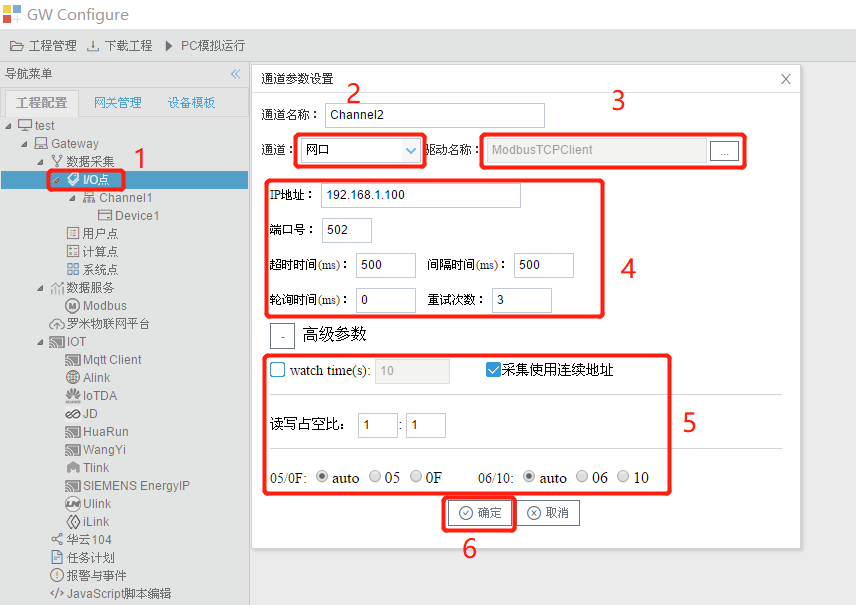 GW Configure
工程管理 下载工程 PC模拟运行
导航菜单
工程配置 网关管理 设备模板
test
Gateway
数据采集
1
I/O点
Channel1
Device1
用户点
计算点
系统点
数据服务
Modbus
罗米物联网平台
IOT
Mqtt Client
Alink
IoTDA
JD
HuaRun
WangYi
Tlink
SIEMENS EnergyIP
Ulink
iLink
华云104
任务计划
报警与事件
JavaScript脚本编辑
通道参数设置
2
3
通道名称： Channel2
通道： 网口 驱动名称： ModbusTCPClient ...
IP地址： 192.168.1.100
端口号： 502
超时时间(ms)： 500 间隔时间(ms)： 500
4
轮询时间(ms)： 0 重试次数： 3
- 高级参数
watch time(s): 10 采集使用连续地址
读写占空比： 1 : 1
5
05/0F: auto 05 0F 06/10: auto 06 10
确定 取消
6